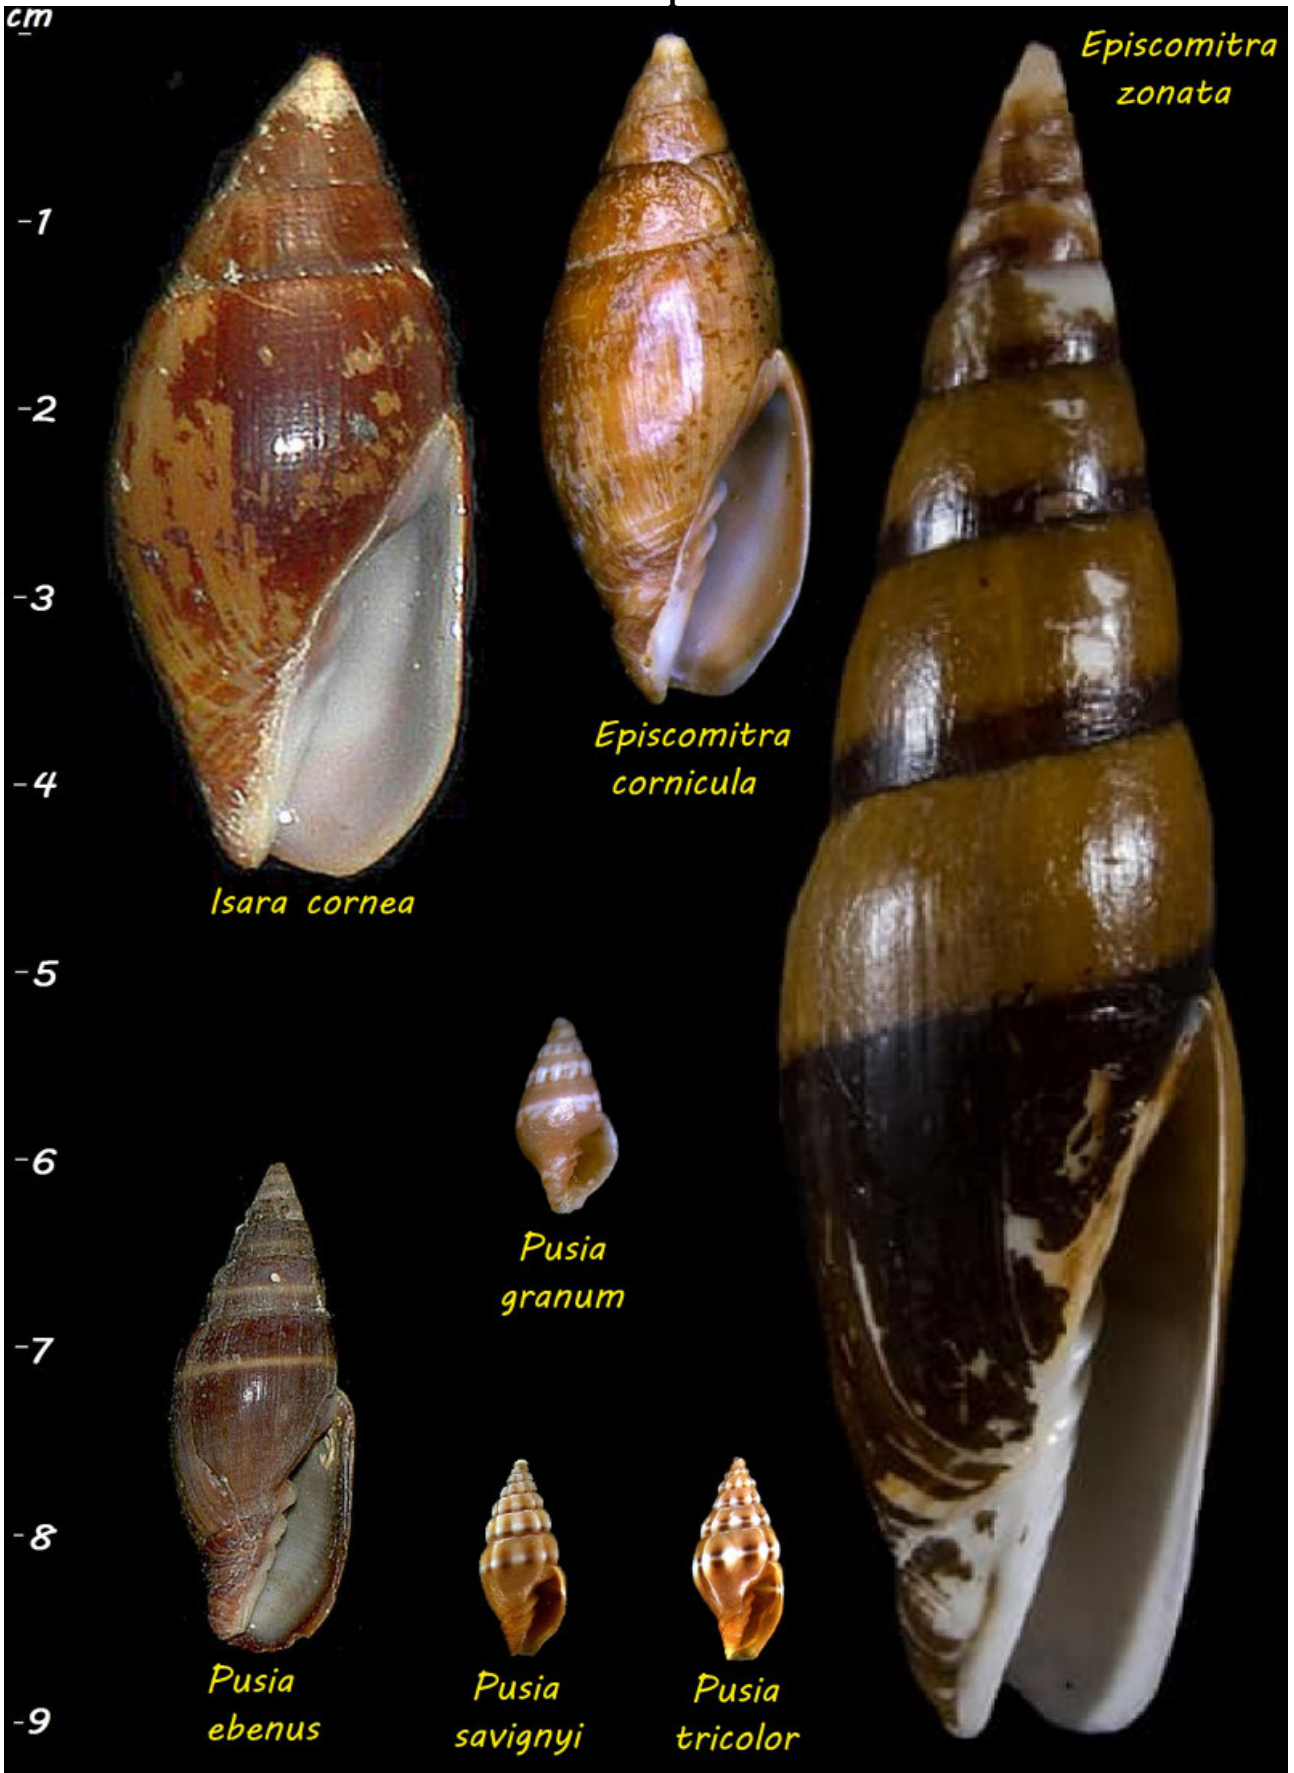 cm
Episcomitra
zonata
-1
-2
-3
Episcomitra
cornicula
-4
Isara cornea
-5
-6
Pusia
granum
-7
-8
Pusia
ebenus
Pusia
savignyi
Pusia
tricolor
-9